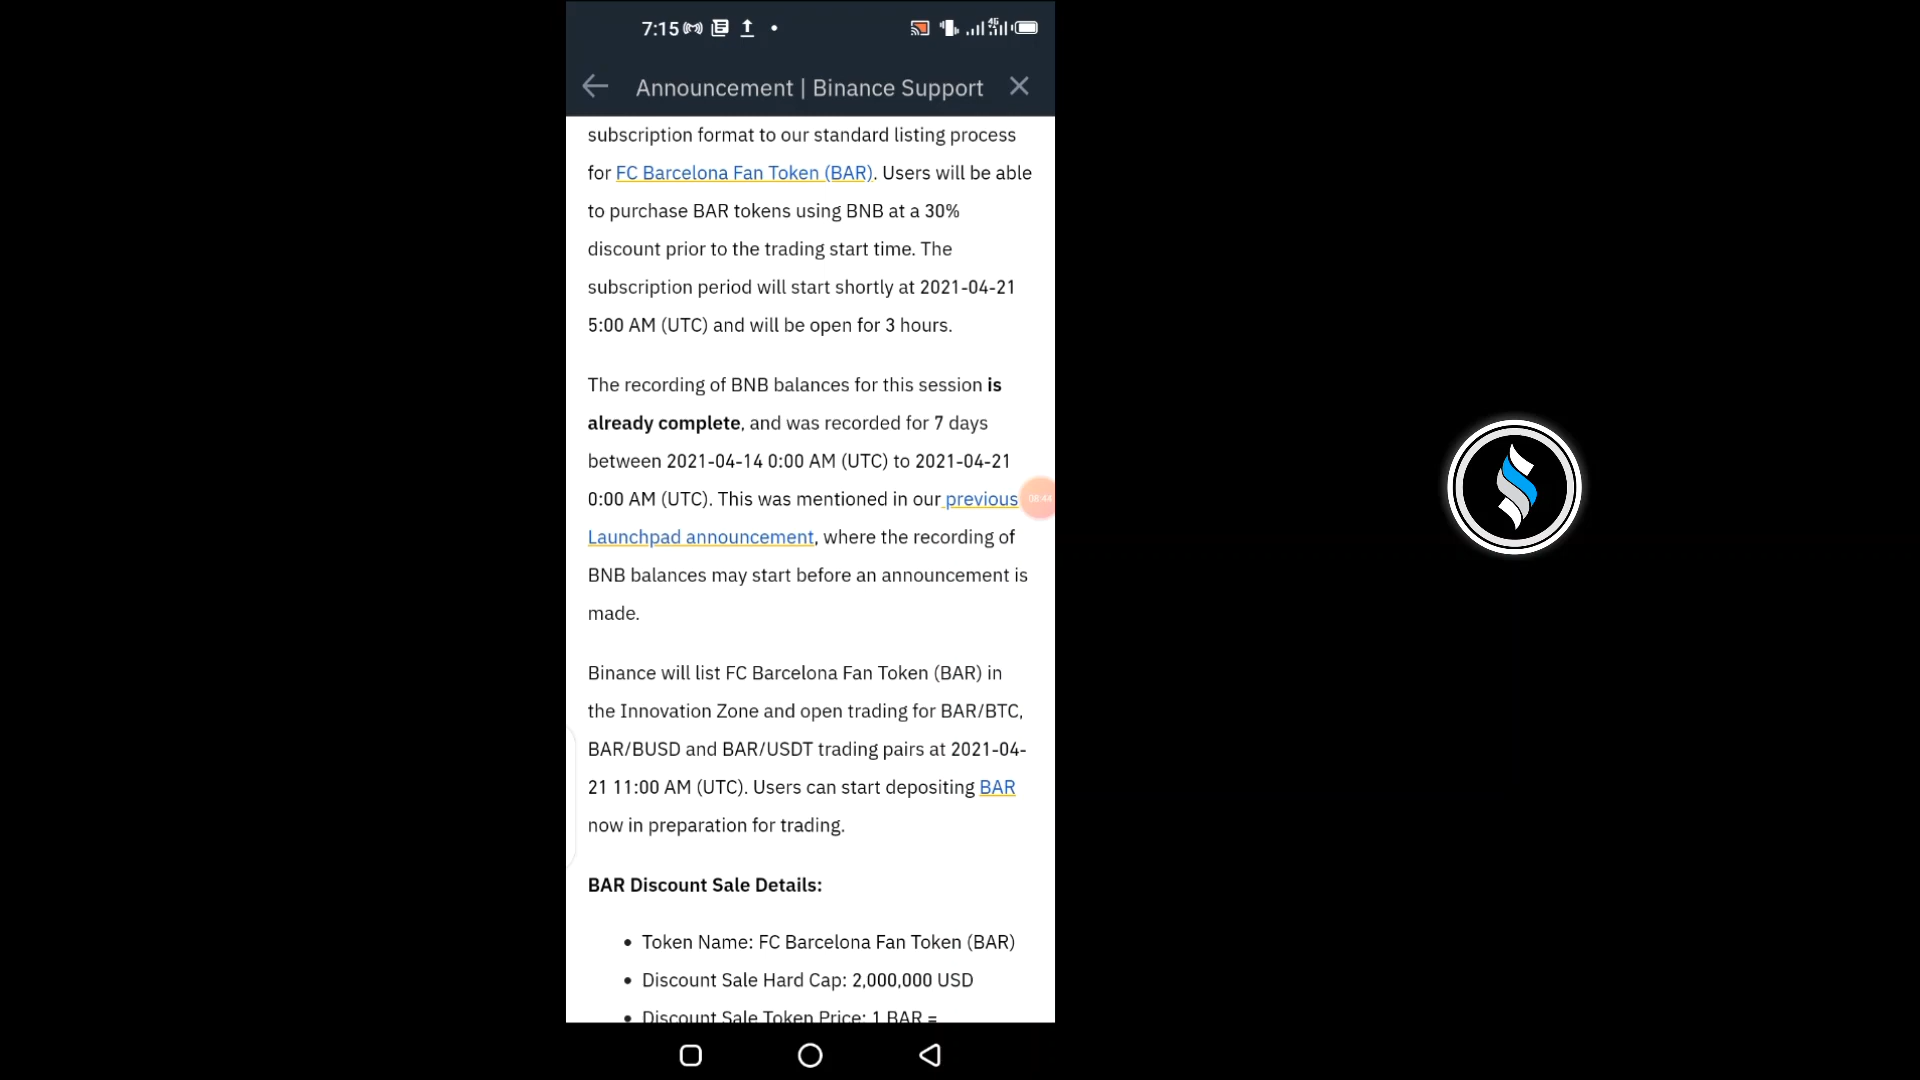 7:15
4G
Announcement | Binance Support
subscription format to our standard listing process
for FC Barcelona Fan Token (BAR). Users will be able
to purchase BAR tokens using BNB at a 30%
discount prior to the trading start time. The
subscription period will start shortly at 2021-04-21
5:00 AM (UTC) and will be open for 3 hours.
The recording of BNB balances for this session is
already complete, and was recorded for 7 days
between 2021-04-14 0:00 AM (UTC) to 2021-04-21
0:00 AM (UTC). This was mentioned in our previous
08:44
Launchpad announcement, where the recording of
BNB balances may start before an announcement is
made.
Binance will list FC Barcelona Fan Token (BAR) in
the Innovation Zone and open trading for BAR/BTC,
BAR/BUSD and BAR/USDT trading pairs at 2021-04-
21 11:00 AM (UTC). Users can start depositing BAR
now in preparation for trading.
BAR Discount Sale Details:
• Token Name: FC Barcelona Fan Token (BAR)
• Discount Sale Hard Cap: 2,000,000 USD
• Discount Sale Token Price: 1 BAR =